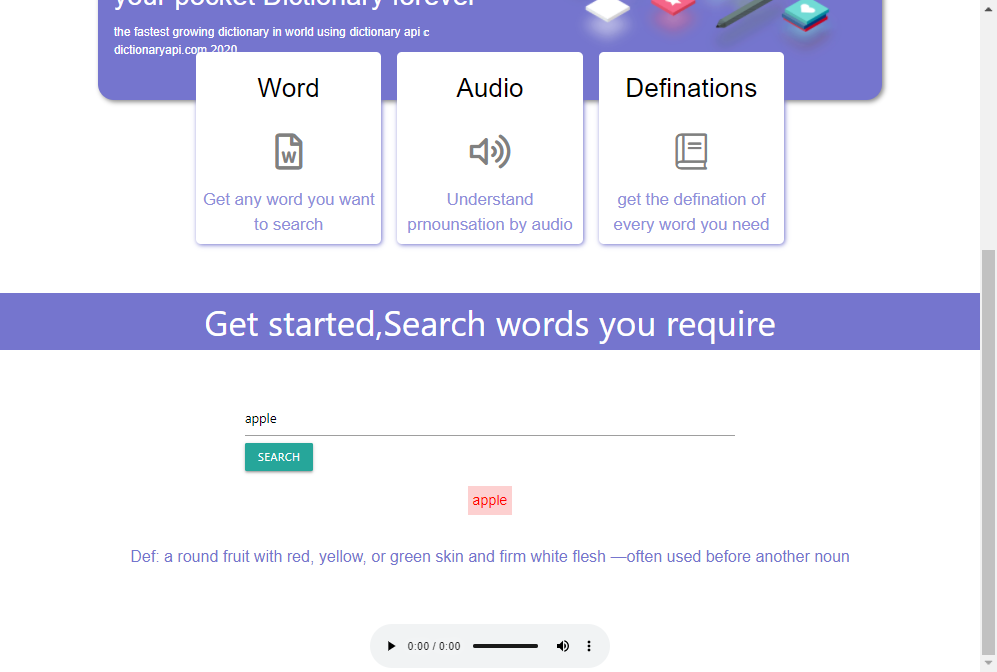 your pocket Dictionary forever
the fastest growing dictionary in world using dictionary api c
dictionaryapi.com 2020
Word
Audio
Definations
W
Get any word you want
to search
Understand
prnounsation by audio
get the defination of
every word you need
Get started,Search words you require
apple
SEARCH
apple
Def: a round fruit with red, yellow, or green skin and firm white flesh —often used before another noun
0:00 / 0:00